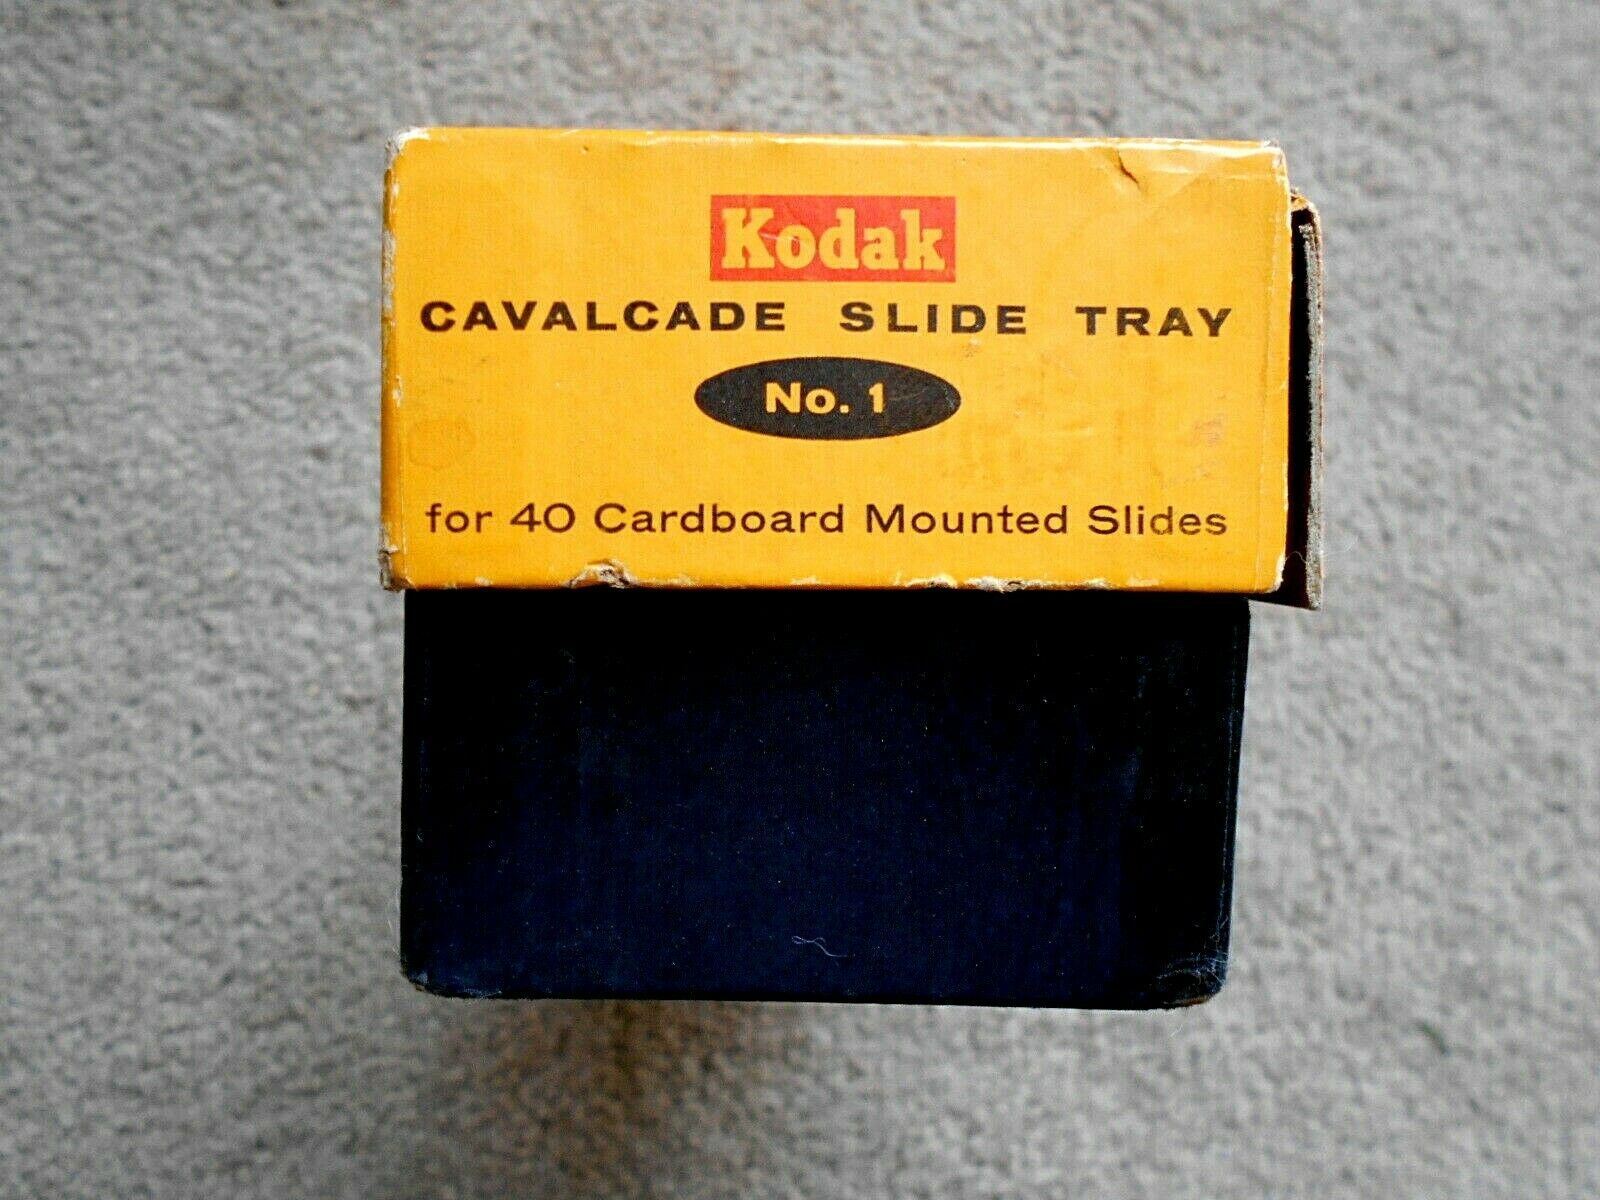 Kodak
CAVALCADE SLIDE TRAY
No. 1
for 40 Cardboard Mounted Slides